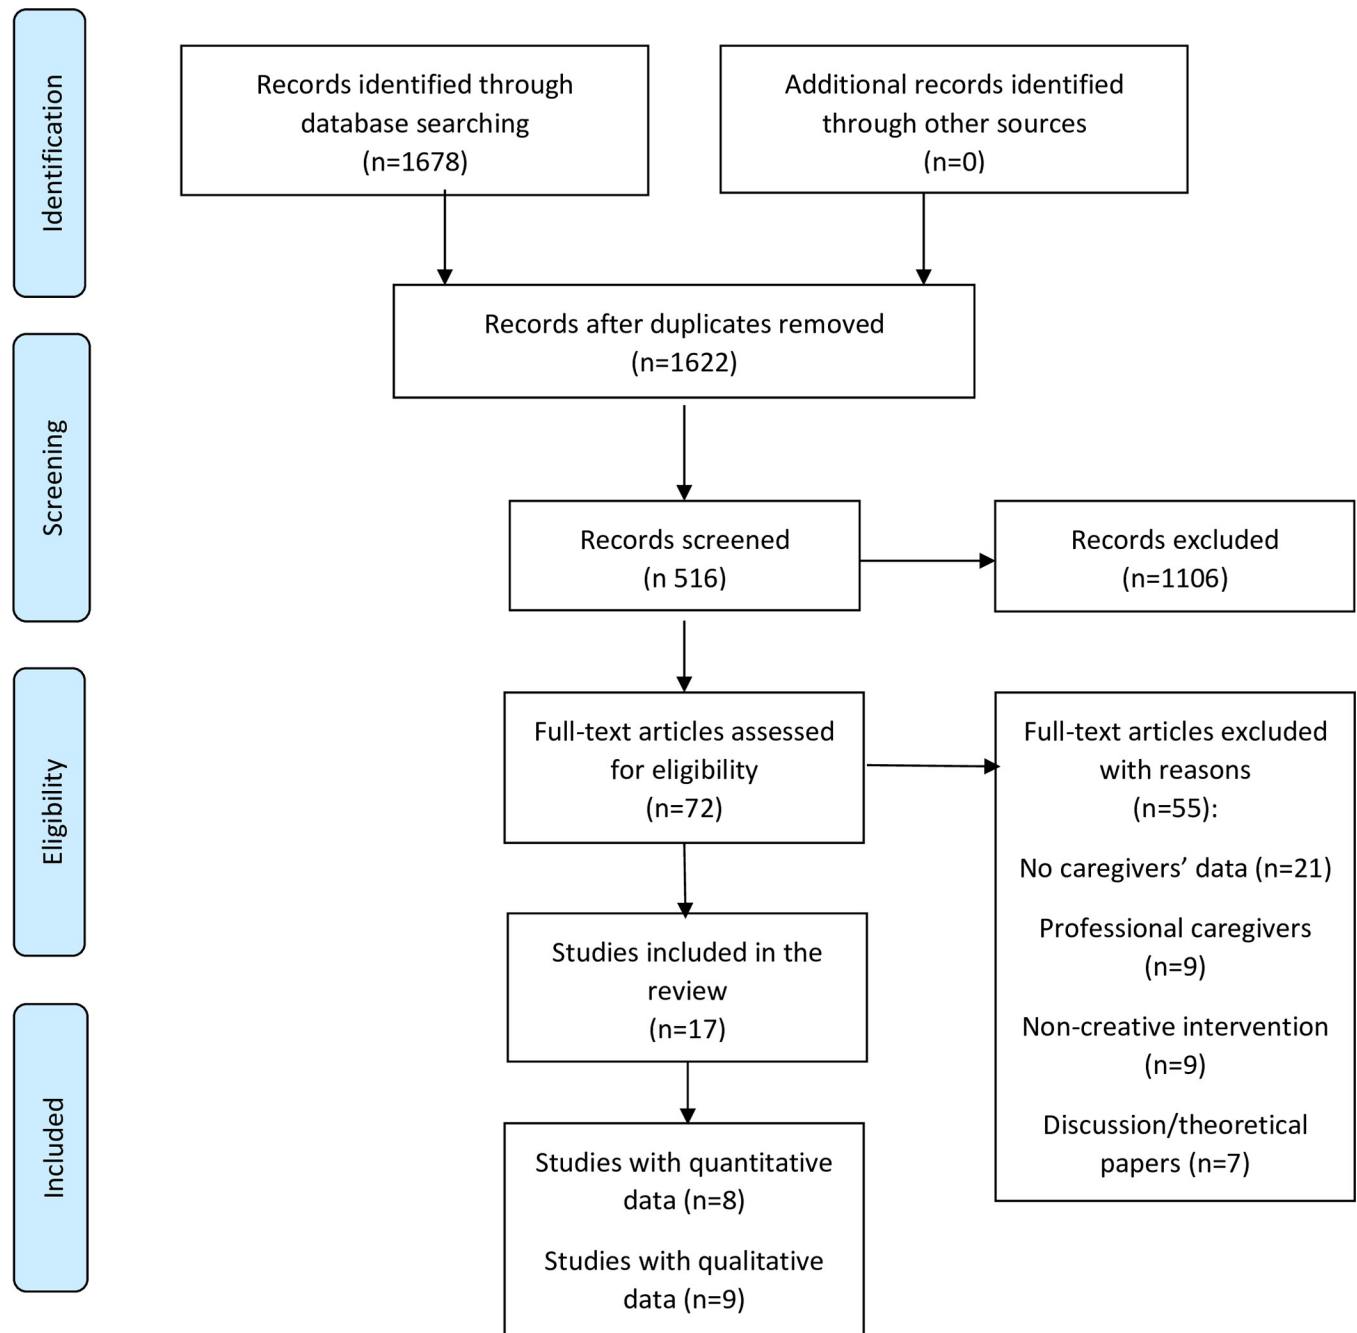 Identification
Records identified through
database searching
(n=1678)
Additional records identified
through other sources
(n=0)
Records after duplicates removed
(n=1622)
Screening
Records screened
(n 516)
Records excluded
(n=1106)
Eligibility
Full-text articles assessed
for eligibility
(n=72)
Full-text articles excluded
with reasons
(n=55):
No caregivers’ data (n=21)
Professional caregivers
(n=9)
Non-creative intervention
(n=9)
Discussion/theoretical
papers (n=7)
Studies included in the
review
(n=17)
Included
Studies with quantitative
data (n=8)
Studies with qualitative
data (n=9)